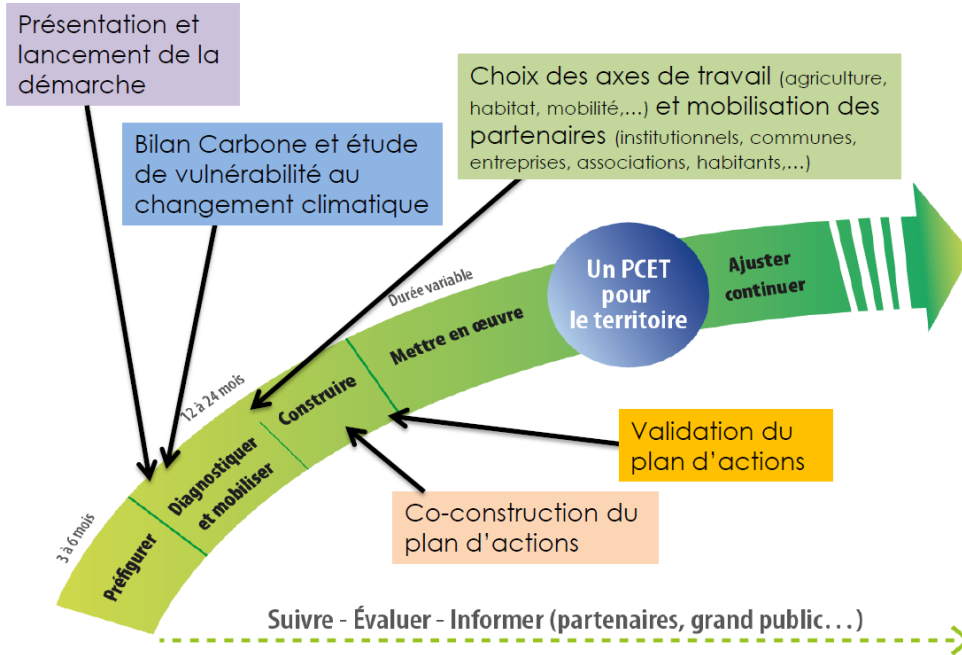 Présentation et
lancement de la
démarche
Bilan Carbone et étude
de vulnérabilité au
changement climatique
Choix des axes de travail (agriculture,
habitat, mobilité,...) et mobilisation des
partenaires (institutionnels, communes,
entreprises, associations, habitants,...)
3 à 6 mois
Préfigurer
12 à 24 mois
Diagnostiquer
et mobiliser
Construire
Durée variable
Mettre en œuvre
Un PCET
pour
le territoire
Ajuster
continuer
Validation du
plan d’actions
Co-construction du
plan d’actions
Suivre - Évaluer - Informer (partenaires, grand public...)